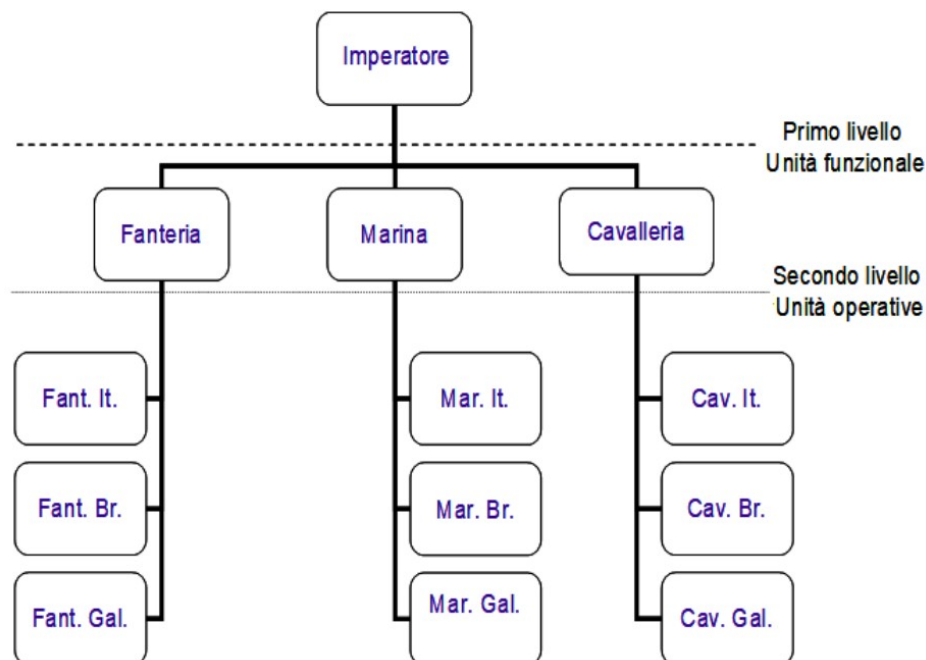 Imperatore
Primo livello
Unità funzionale
Fanteria
Marina
Cavalleria
Secondo livello
Unità operative
Fant. It.
Mar. It.
Cav. It.
Fant. Br.
Mar. Br.
Cav. Br.
Fant. Gal.
Mar. Gal.
Cav. Gal.